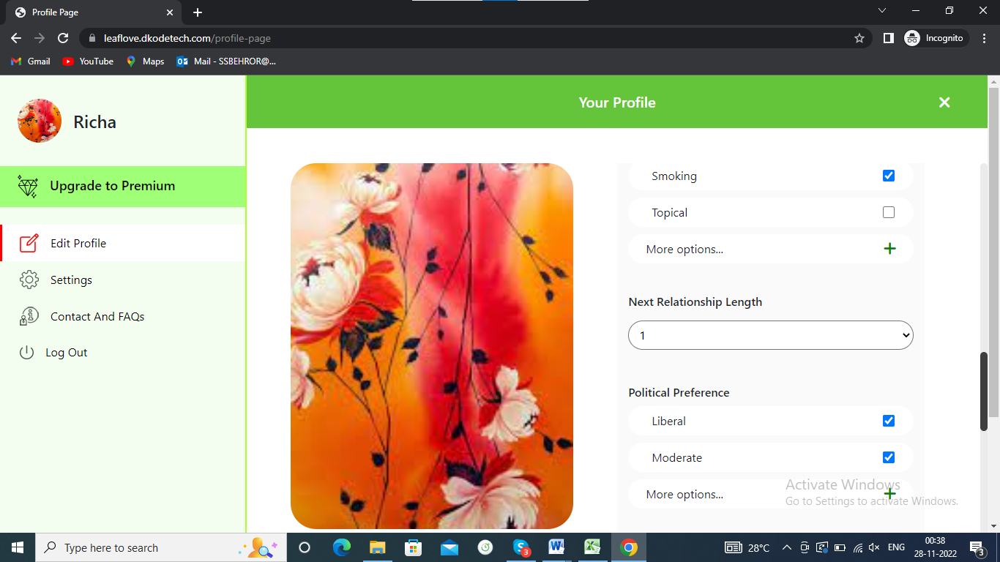 Profile Page
leaflove.dkodetech.com/profile-page
Incognito
Gmail
YouTube
Maps
Mail - SSBEHROR@...
Richa
Upgrade to Premium
Edit Profile
Settings
Contact And FAQs
Log Out
Your Profile
Smoking
Topical
More options...
Next Relationship Length
1
Political Preference
Liberal
Moderate
More options...
Activate Windows
Go to Settings to activate Windows.
Type here to search
3
28°C
ENG
00:38
28-11-2022
3